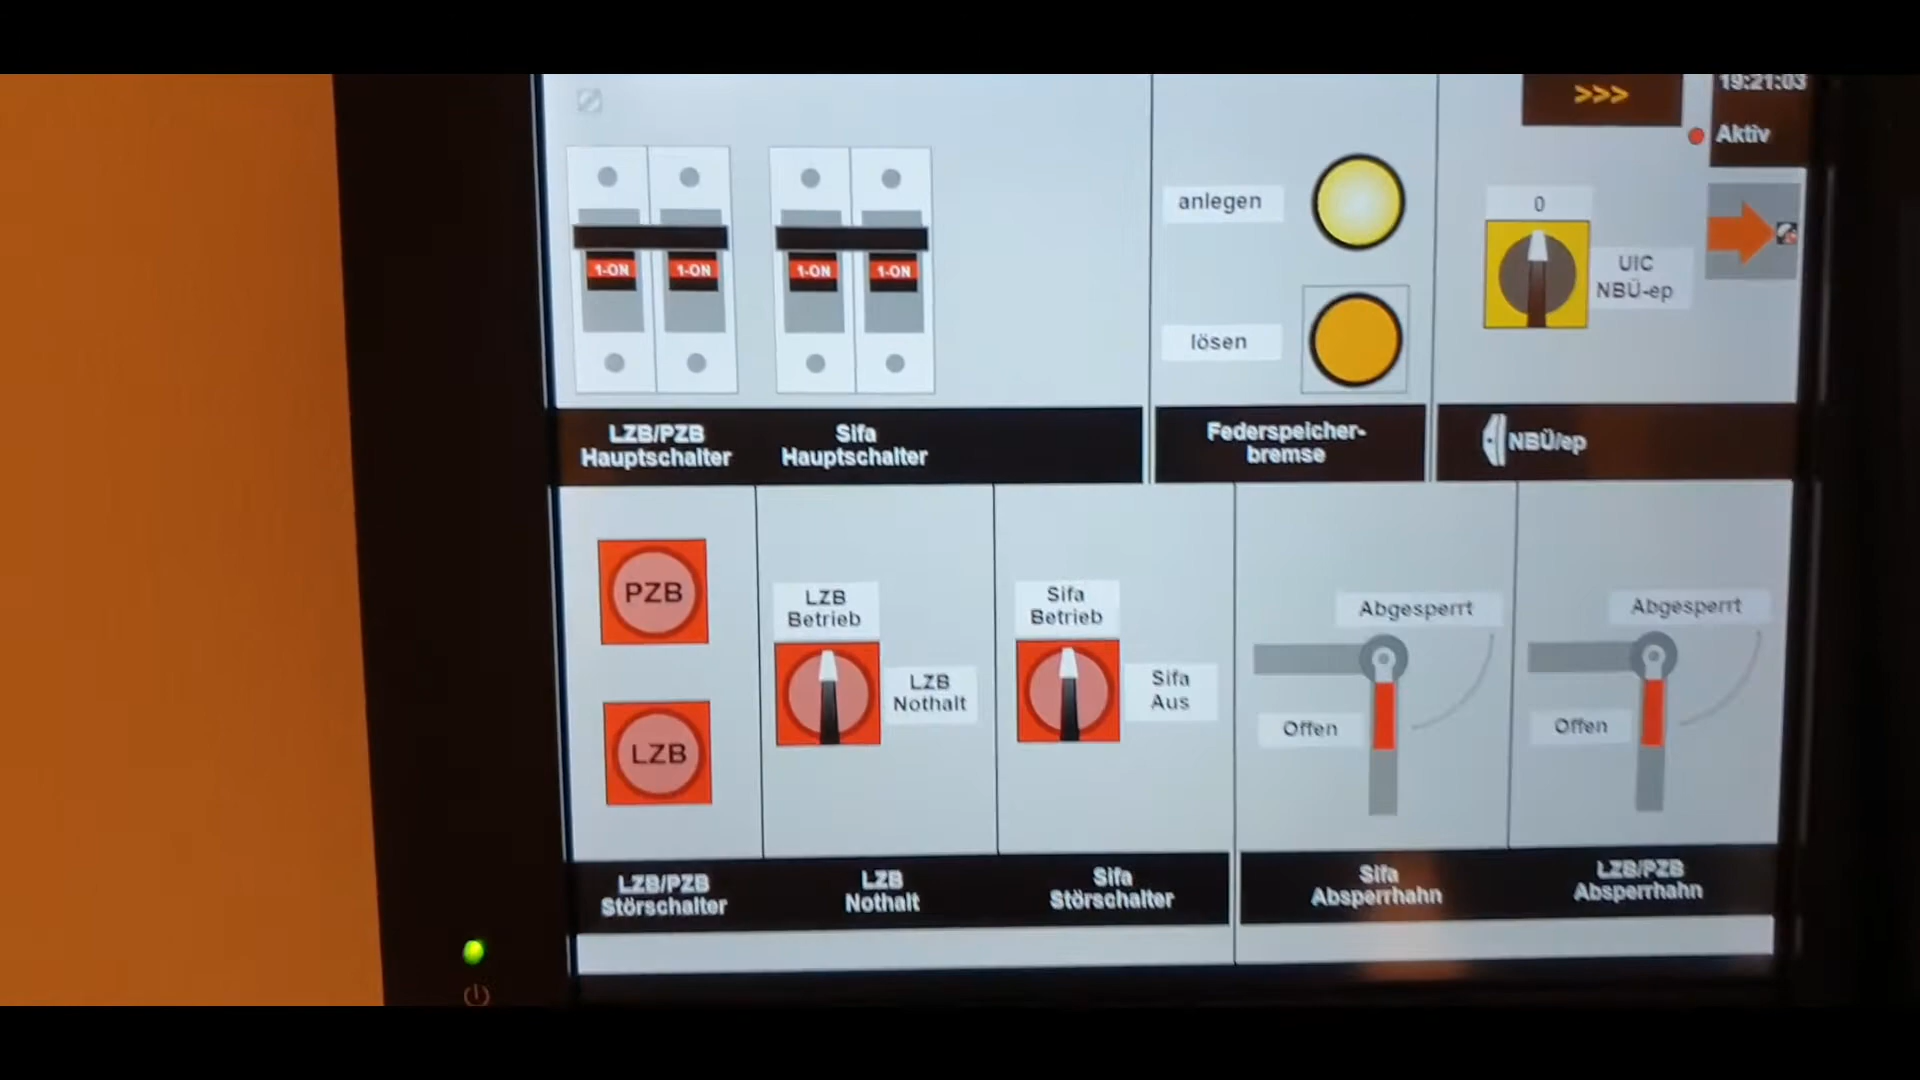 >>>
19:21:03
Aktiv
1-ON 1-ON
1-ON 1-ON
anlegen
lösen
0
UIC
NBÜ-ep
LZB/PZB
Hauptschalter
Sifa
Hauptschalter
Federspeicher-
bremse
NBÜ/ep
PZB
LZB
LZB
Betrieb
LZB
Nothalt
Sifa
Betrieb
Sifa
Aus
Abgesperrt
Offen
Abgesperrt
Offen
LZB/PZB
Störschalter
LZB
Nothalt
Sifa
Störschalter
Sifa
Absperrhahn
LZB/PZB
Absperrhahn